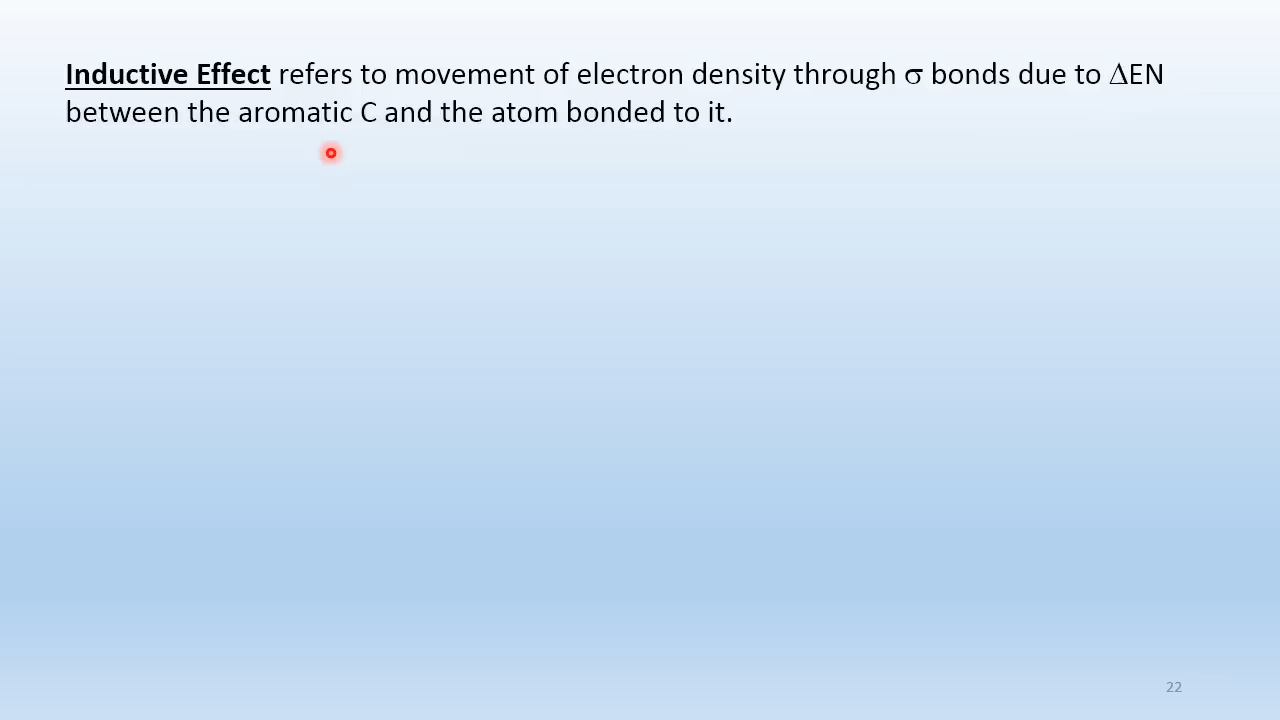 Inductive Effect refers to movement of electron density through σ bonds due to ΔEN
between the aromatic C and the atom bonded to it.
22